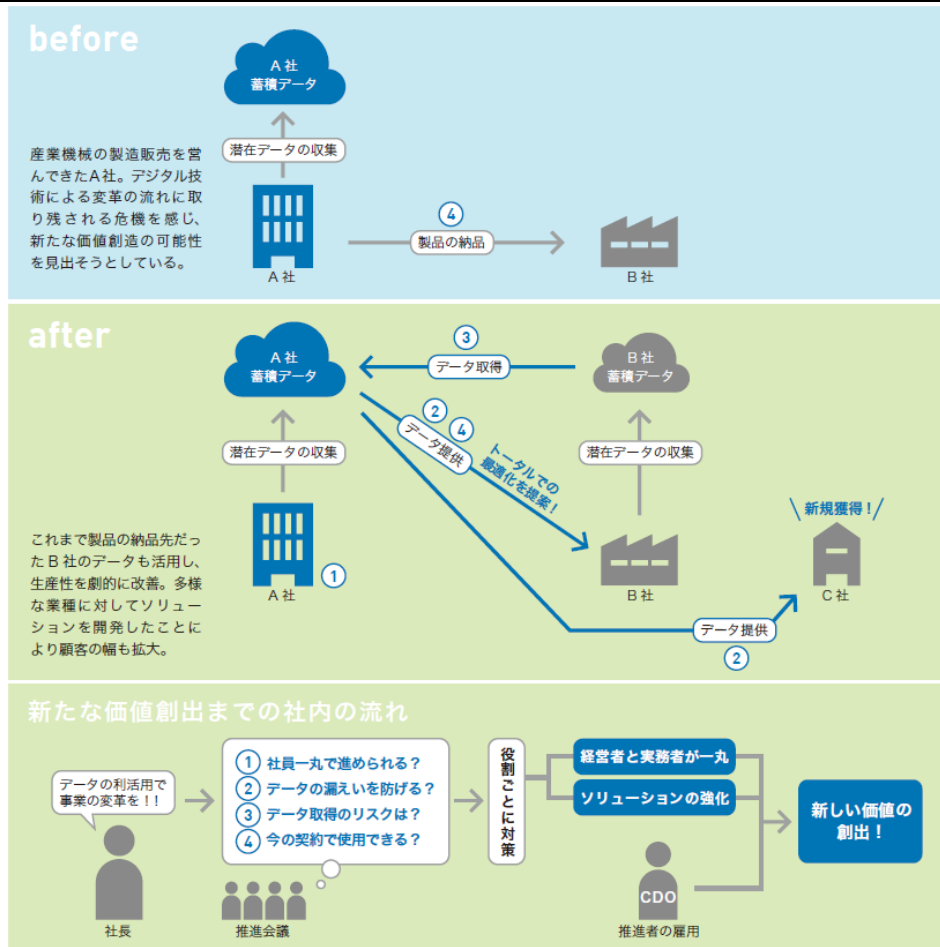 before
A社
蓄積データ
潜在データの収集
産業機械の製造販売を営
んできたA社。デジタル技
術による変革の流れに取
り残される危機を感じ、
新たな価値創造の可能性
を見出そうとしている。
④
製品の納品
A社
B社
after
A社
蓄積データ
③
データ取得
B社
蓄積データ
②
④
データ提供
トータルでの
最適化を提案！
潜在データの収集
潜在データの収集
新規獲得！
これまで製品の納品先だっ
たB社のデータも活用し、
生産性を劇的に改善。多様
な業種に対してソリュー
ションを開発したことに
より顧客の幅も拡大。
①
A社
B社
C社
データ提供
②
新たな価値創出までの社内の流れ
データの利活用で
事業の変革を！！
社長
① 社員一丸で進められる？
② データの漏えいを防げる？
③ データ取得のリスクは？
④ 今の契約で使用できる？
推進会議
役割ごとに対策
経営者と実務者が一丸
ソリューションの強化
CDO
推進者の雇用
新しい価値の
創出！